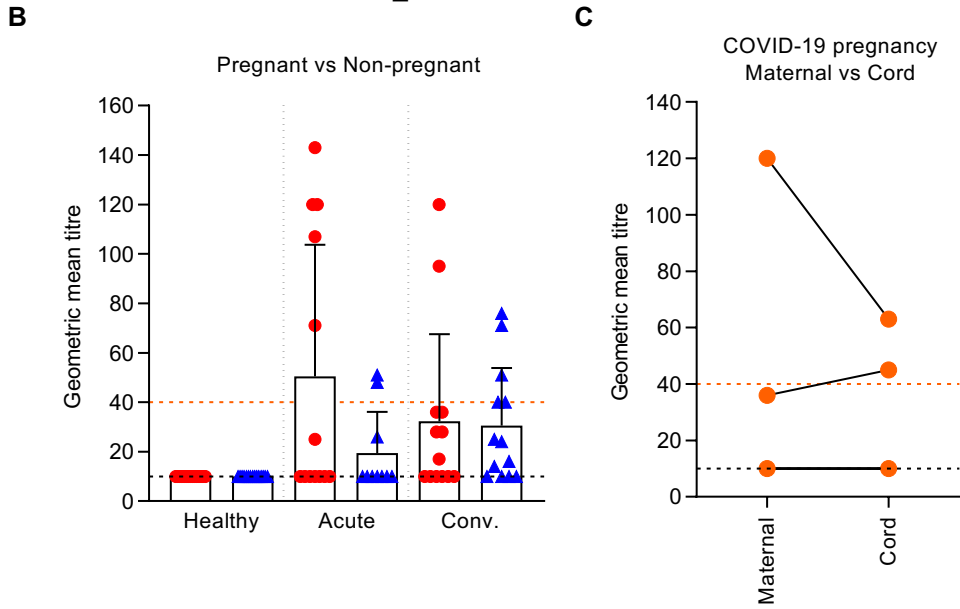 B
Pregnant vs Non-pregnant
Geometric mean titre
160
140
120
100
80
60
40
20
0
Healthy Acute Conv.
C
COVID-19 pregnancy
Maternal vs Cord
Geometric mean titre
140
120
100
80
60
40
20
0
Maternal
Cord